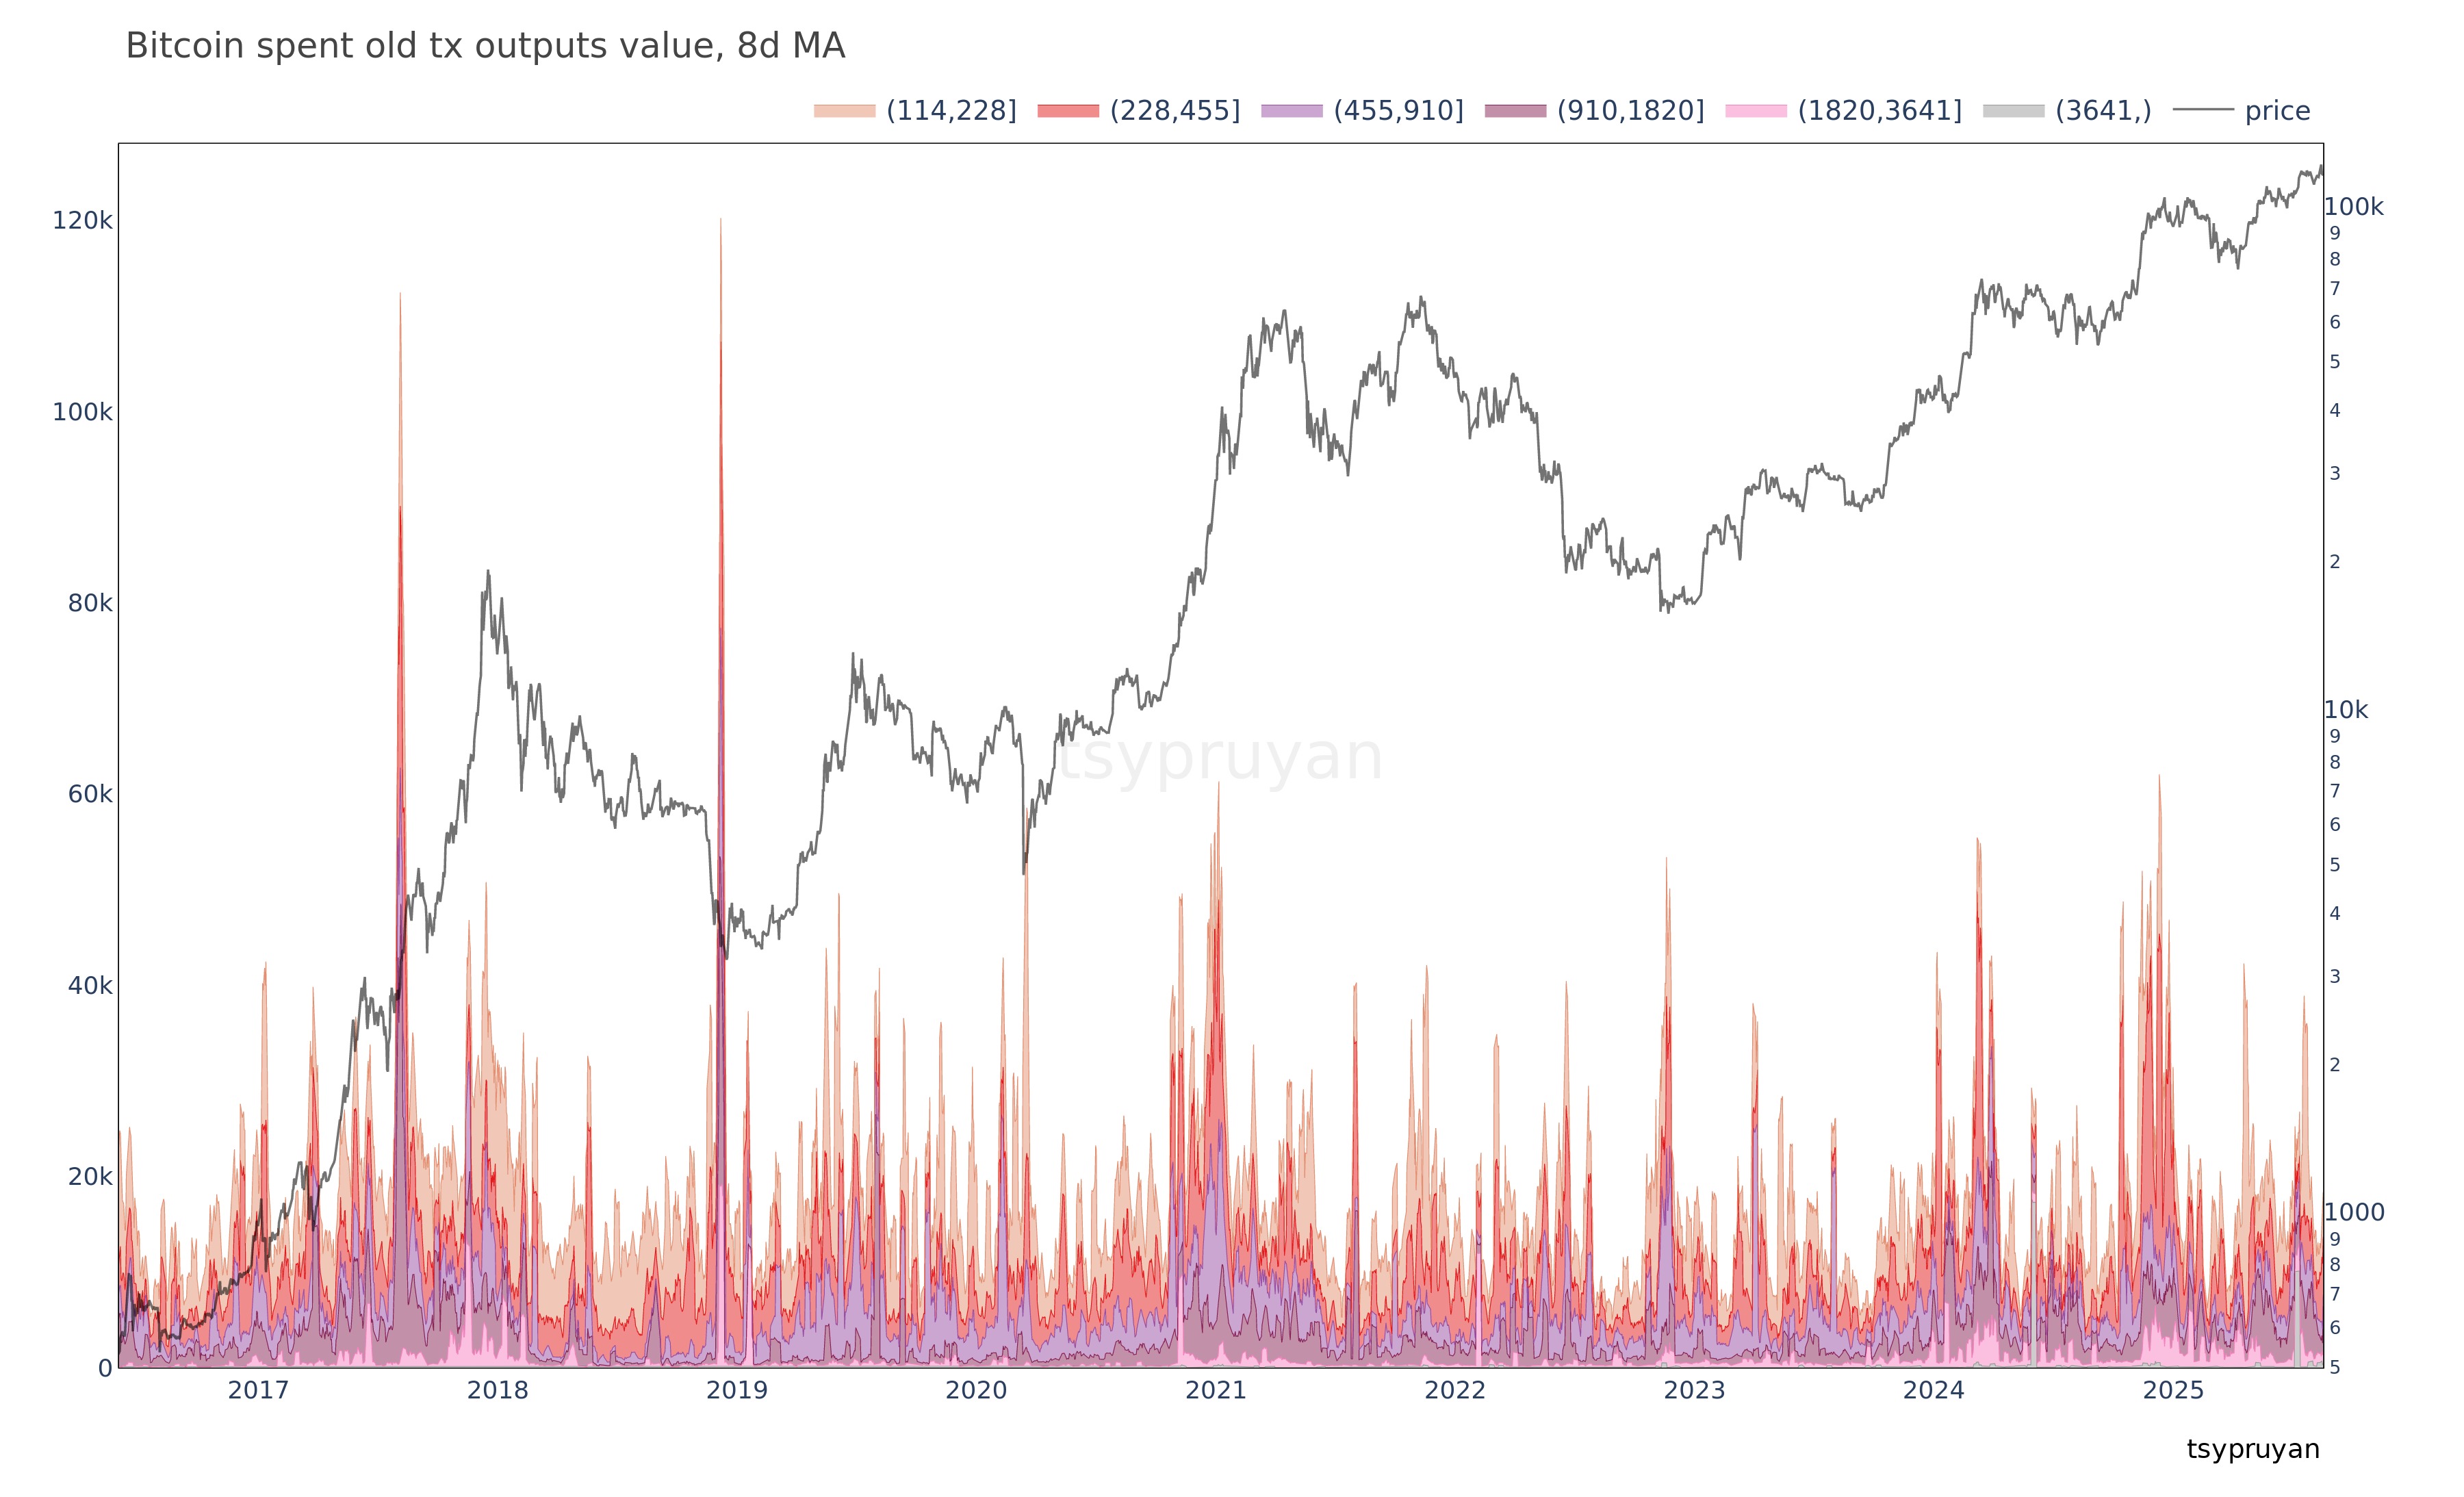 Bitcoin spent old tx outputs value, 8d MA
(114,228] (228,455] (455,910] (910,1820] (1820,3641] (3641,) price
120k
100k
80k
60k
40k
20k
0
100k
9
8
7
6
5
4
3
2
10k
9
8
7
6
5
4
3
2
1000
9
8
7
6
5
tsypruyan
2017 2018 2019 2020 2021 2022 2023 2024 2025
tsypruyan